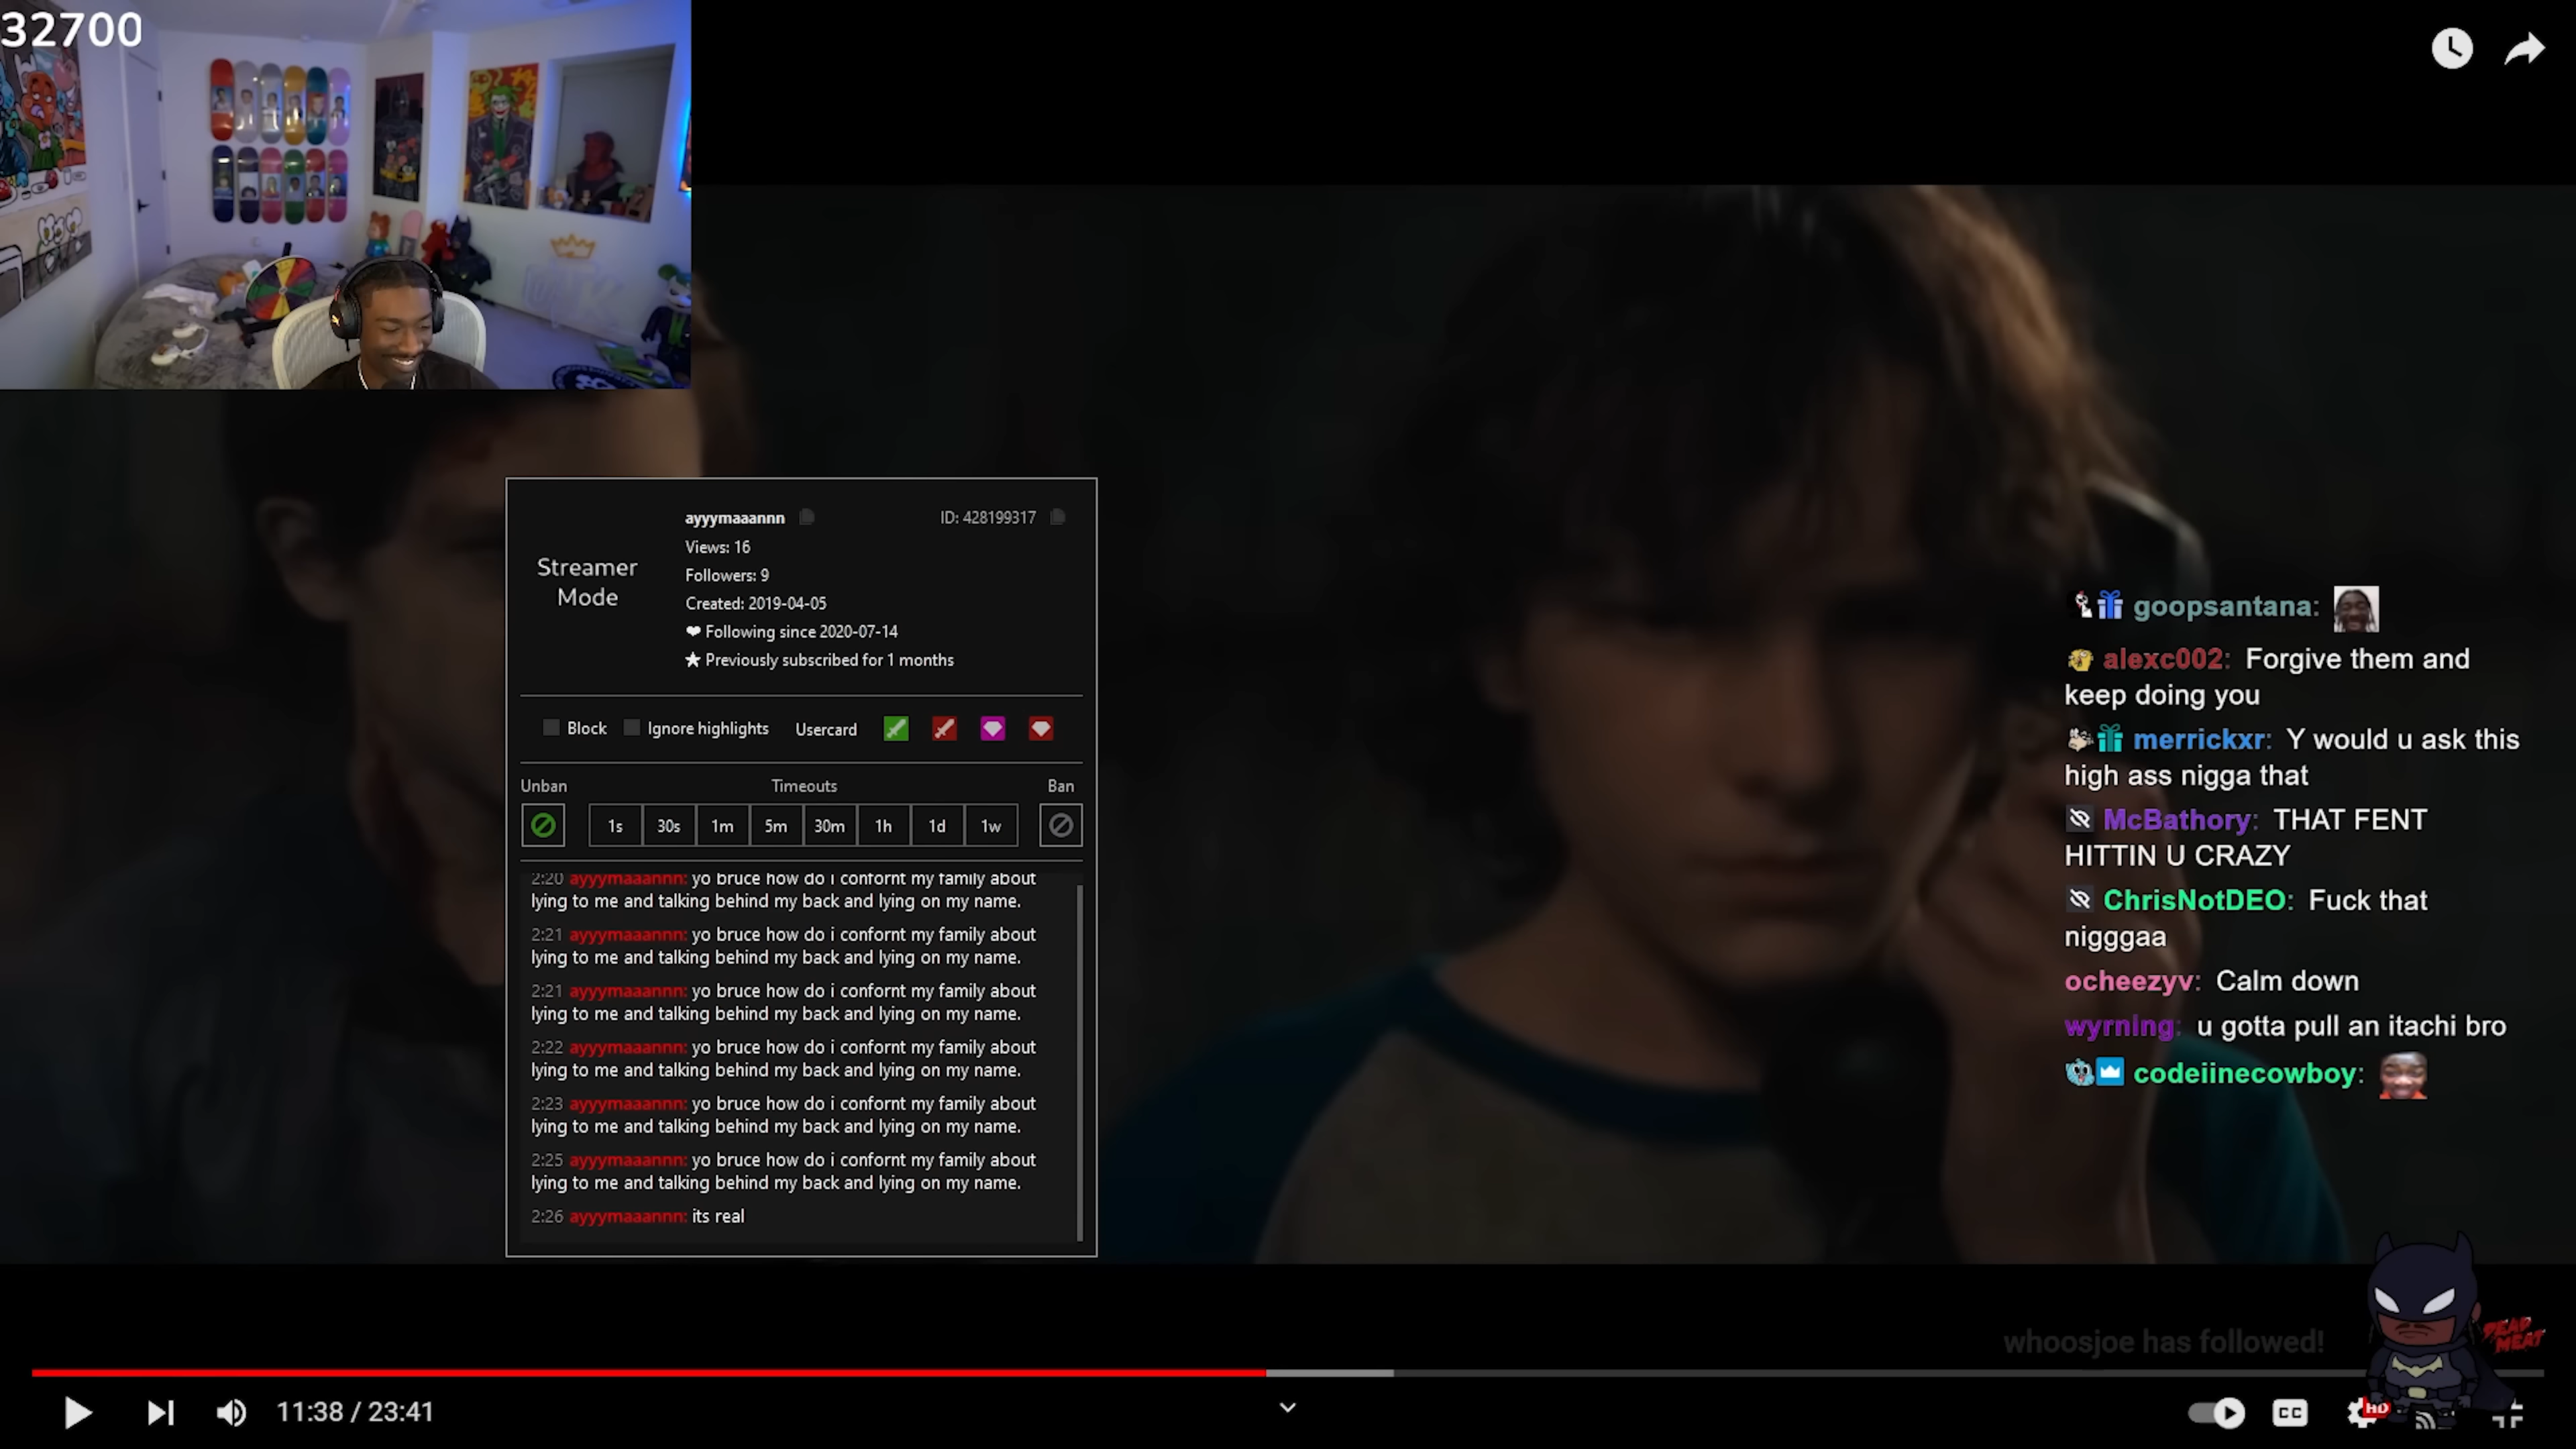 32700
Streamer
Mode
ayyymaaannn
ID: 428199317
Views: 16
Followers: 9
Created: 2019-04-05
Following since 2020-07-14
Previously subscribed for 1 months
Block
Ignore highlights
Usercard
Unban
Timeouts
Ban
1s
30s
1m
5m
30m
1h
1d
1w
2:20 ayyymaaannn: yo bruce how do i confornt my family about
lying to me and talking behind my back and lying on my name.
2:21 ayyymaaannn: yo bruce how do i confornt my family about
lying to me and talking behind my back and lying on my name.
2:21 ayyymaaannn: yo bruce how do i confornt my family about
lying to me and talking behind my back and lying on my name.
2:22 ayyymaaannn: yo bruce how do i confornt my family about
lying to me and talking behind my back and lying on my name.
2:23 ayyymaaannn: yo bruce how do i confornt my family about
lying to me and talking behind my back and lying on my name.
2:25 ayyymaaannn: yo bruce how do i confornt my family about
lying to me and talking behind my back and lying on my name.
2:26 ayyymaaannn: its real
goopsantana:
alexc002: Forgive them and
keep doing you
merrickxr: Y would u ask this
high ass nigga that
McBathory: THAT FENT
HITTIN U CRAZY
ChrisNotDEO: Fuck that
nigggaa
ocheezyv: Calm down
wyrnlng: u gotta pull an itachi bro
codeiinecowboy:
whoosjoe has followed!
DEAD
MEAT
11:38 / 23:41
CC
HD